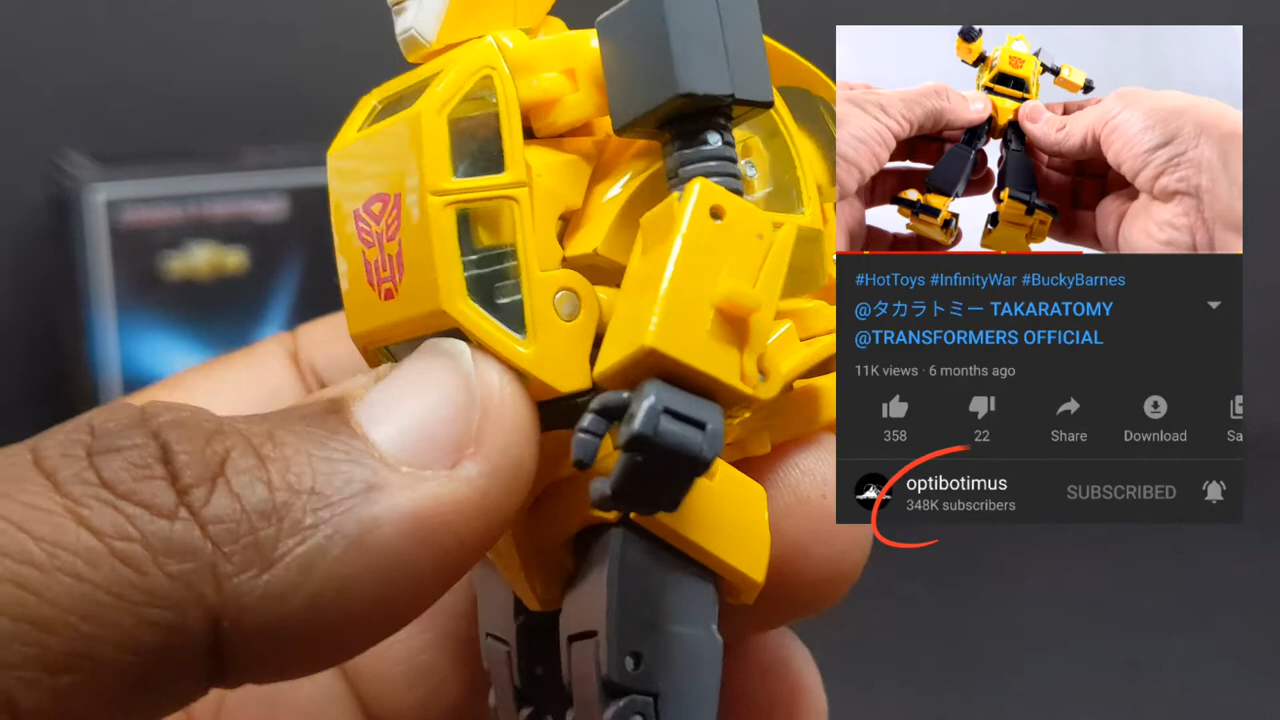 #HotToys #InfinityWar #BuckyBarnes
@タカラトミー TAKARATOMY
@TRANSFORMERS OFFICIAL
11K views · 6 months ago
358
22
Share
Download
Sa
optibotimus
348K subscribers
SUBSCRIBED